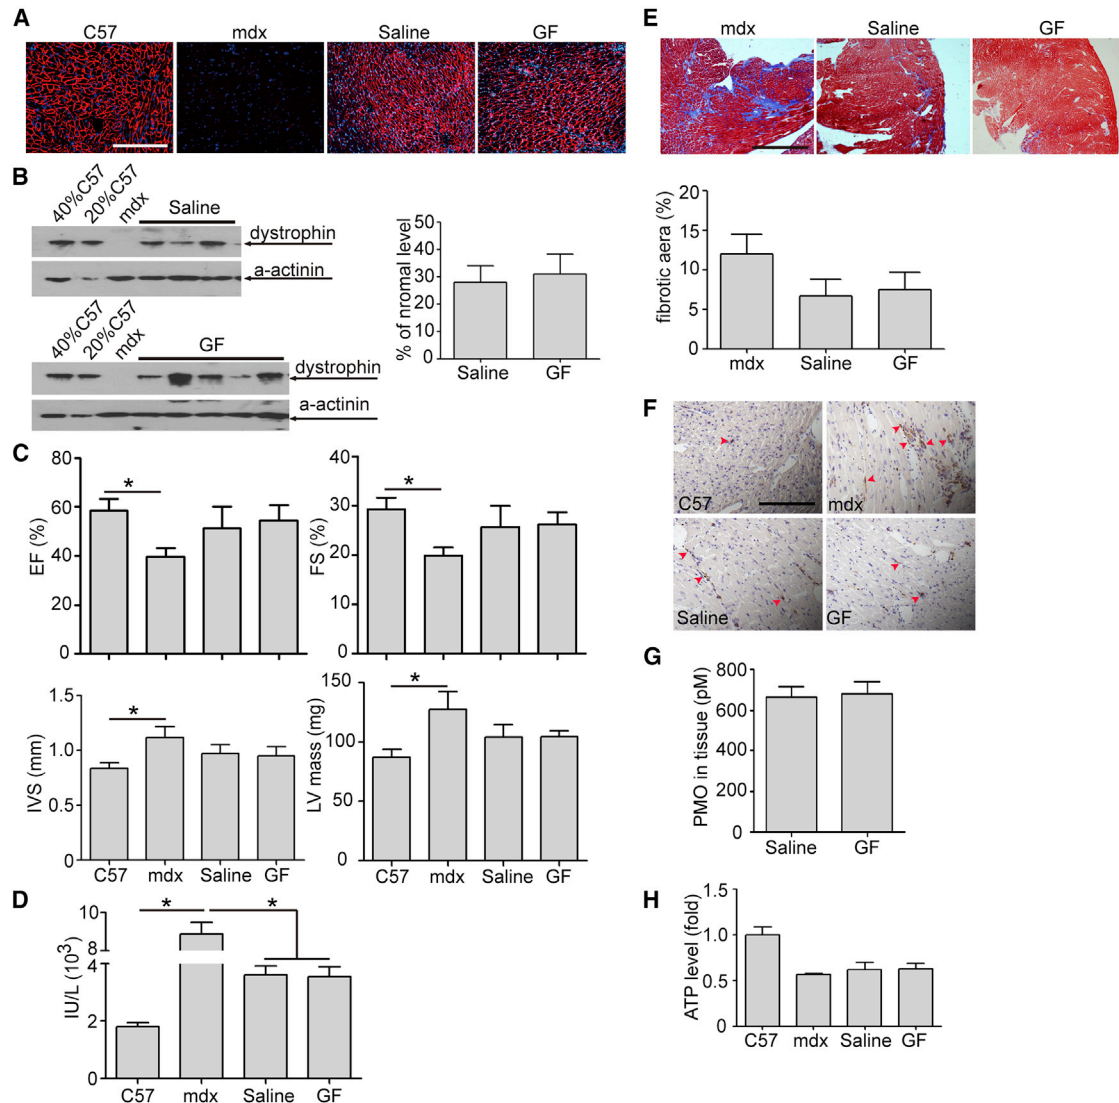 A
C57 mdx Saline GF
B
40%C57 20%C57 mdx Saline
dystrophin
a-actinin
40%C57 20%C57 mdx GF
dystrophin
a-actinin
% of nromal level
50
40
30
20
10
0
Saline GF
C
EF (%)
80
60
40
60
80
*
FS (%)
40
30
20
10
0
*
IVS (mm)
1.5
1.0
0.5
0
*
C57 mdx Saline GF
LV mass (mg)
150
100
50
0
*
C57 mdx Saline GF
D
IU/L (10³)
10
8
4
2
0
* *
C57 mdx Saline GF
E
mdx Saline GF
fibrotic aera (%)
20
15
10
5
0
mdx Saline GF
F
C57 mdx
Saline GF
G
PMO in tissue (pM)
800
600
400
200
0
Saline GF
H
ATP level (fold)
1.5
1.0
0.5
0
C57 mdx Saline GF